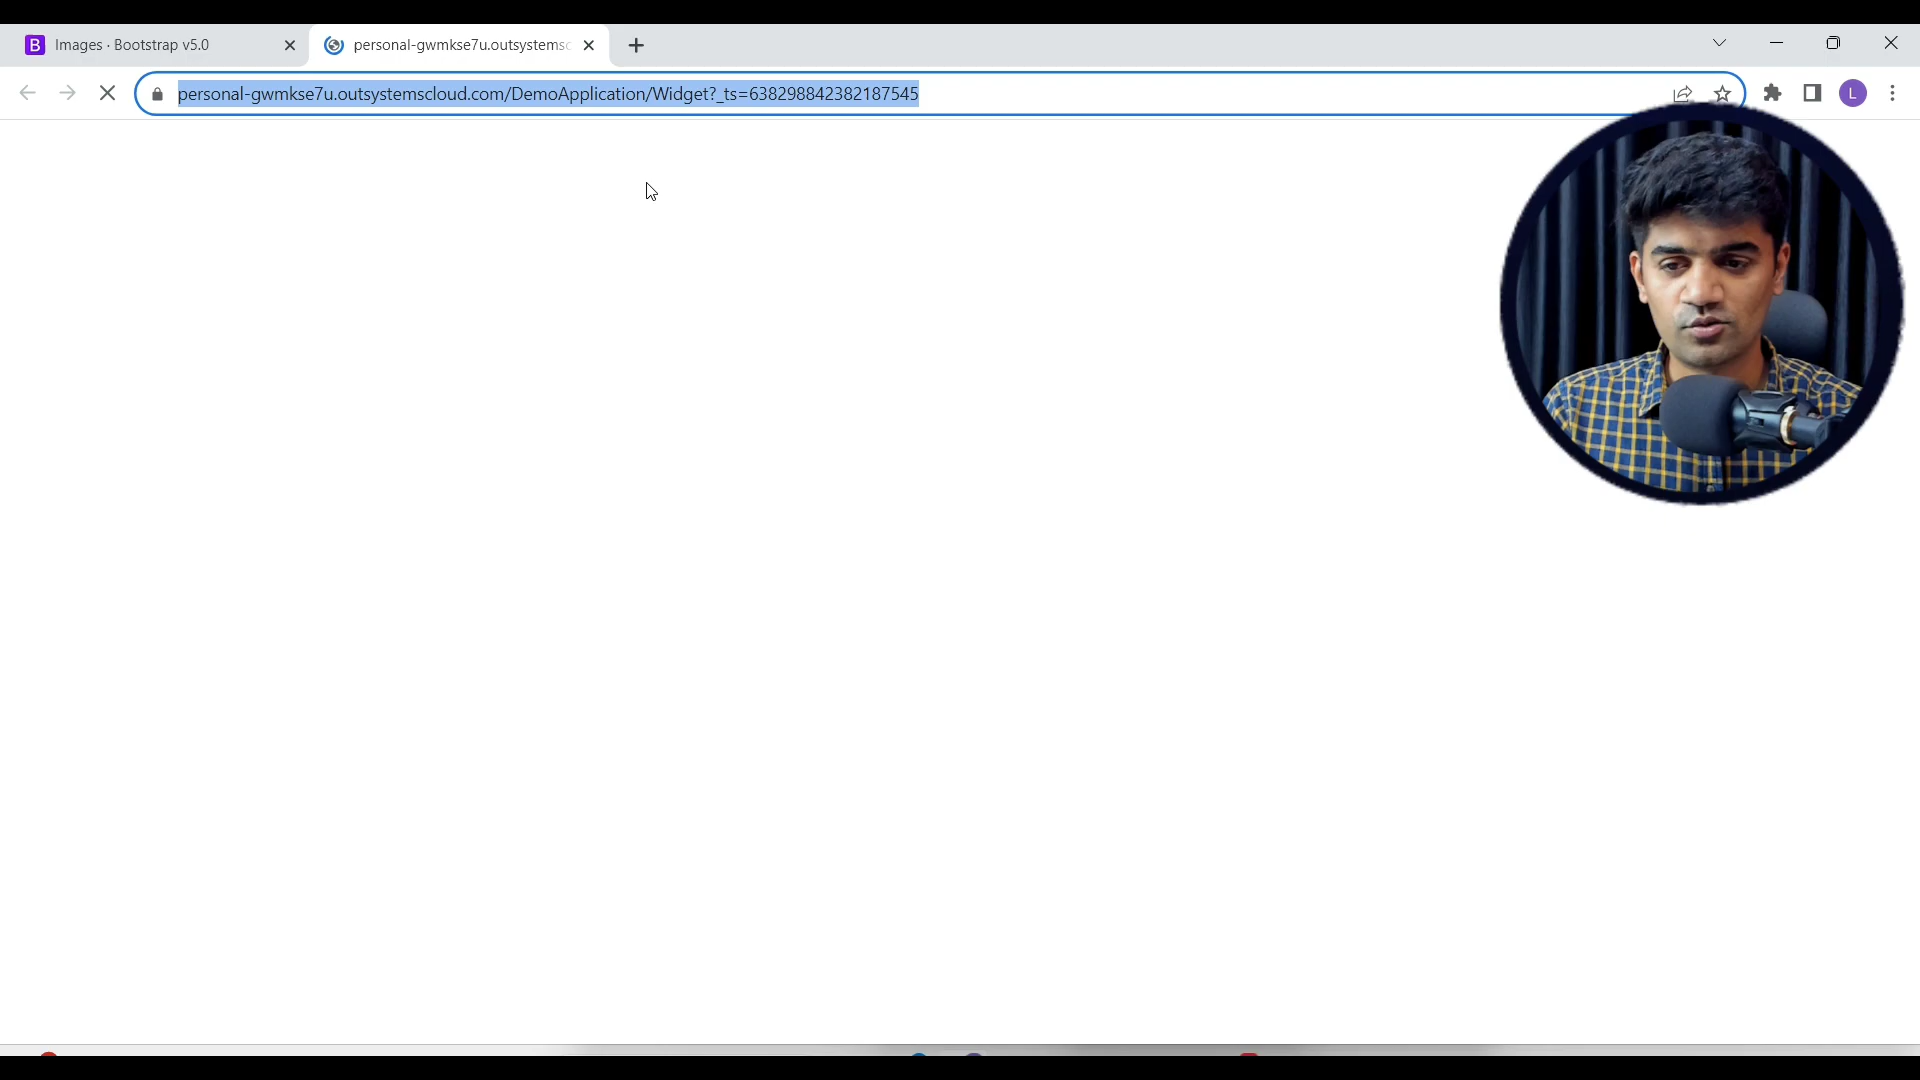 B Images · Bootstrap v5.0
personal-gwmkse7u.outsystemsc
personal-gwmkse7u.outsystemscloud.com/DemoApplication/Widget?_ts=638298842382187545
L